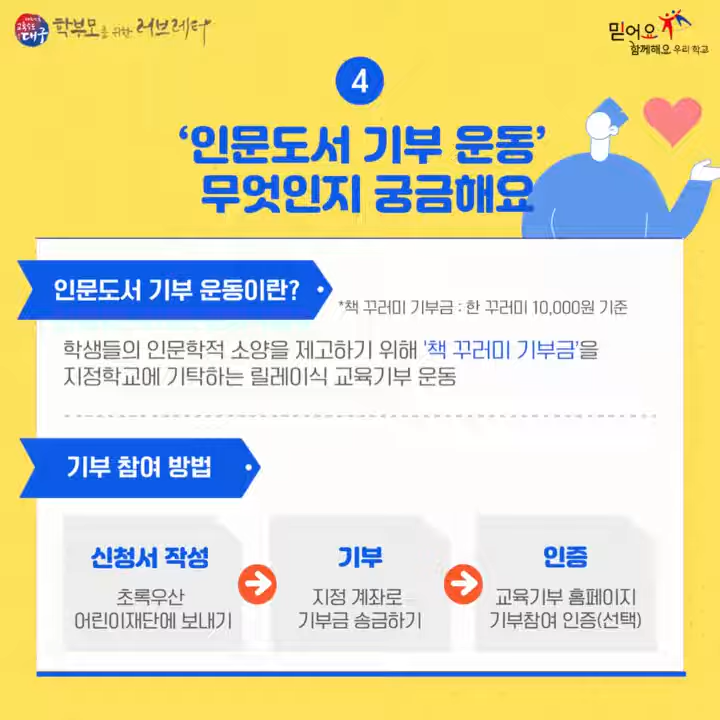 교육수도 대구 학부모를 위한 러브레터
믿어요
함께해요 우리 학교
4
‘인문도서 기부 운동’
무엇인지 궁금해요
인문도서 기부 운동이란?
*책 꾸러미 기부금 : 한 꾸러미 10,000원 기준
학생들의 인문학적 소양을 제고하기 위해 ‘책 꾸러미 기부금’을
지정학교에 기탁하는 릴레이식 교육기부 운동
기부 참여 방법
신청서 작성
초록우산
어린이재단에 보내기
기부
지정 계좌로
기부금 송금하기
인증
교육기부 홈페이지
기부참여 인증(선택)